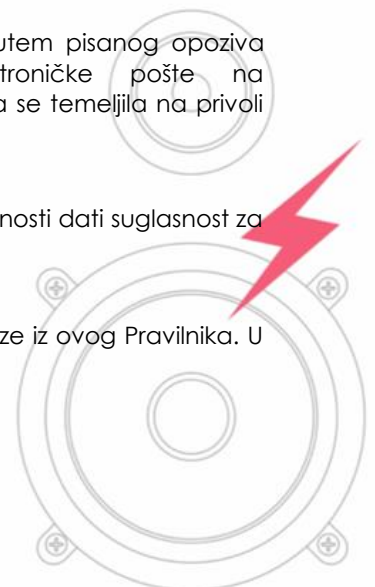 utem pisanog opoziva
troničke pošte na
a se temeljila na privoli
nosti dati suglasnost za
ze iz ovog Pravilnika. U